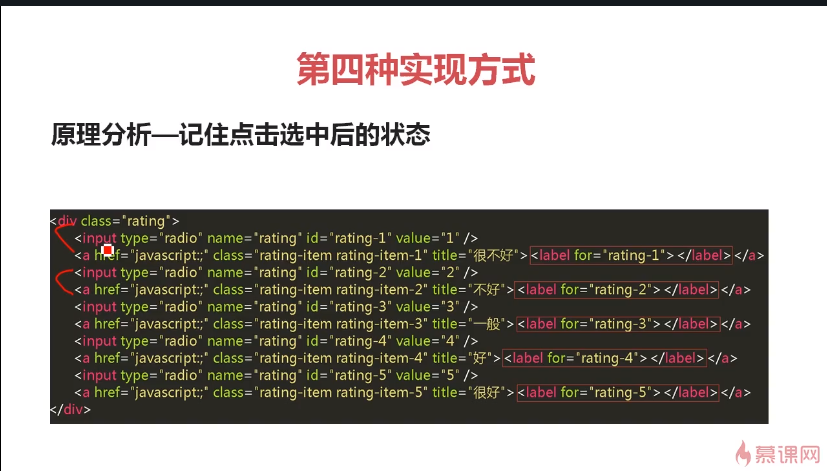 第四种实现方式
原理分析—记住点击选中后的状态
<div class="rating">
<input type="radio" name="rating" id="rating-1" value="1" />
<a href="javascript:;" class="rating-item rating-item-1" title="很不好"><label for="rating-1"></label></a>
<input type="radio" name="rating" id="rating-2" value="2" />
<a href="javascript:;" class="rating-item rating-item-2" title="不好"><label for="rating-2"></label></a>
<input type="radio" name="rating" id="rating-3" value="3" />
<a href="javascript:;" class="rating-item rating-item-3" title="一般"><label for="rating-3"></label></a>
<input type="radio" name="rating" id="rating-4" value="4" />
<a href="javascript:;" class="rating-item rating-item-4" title="好"><label for="rating-4"></label></a>
<input type="radio" name="rating" id="rating-5" value="5" />
<a href="javascript:;" class="rating-item rating-item-5" title="很好"><label for="rating-5"></label></a>
</div>
慕课网